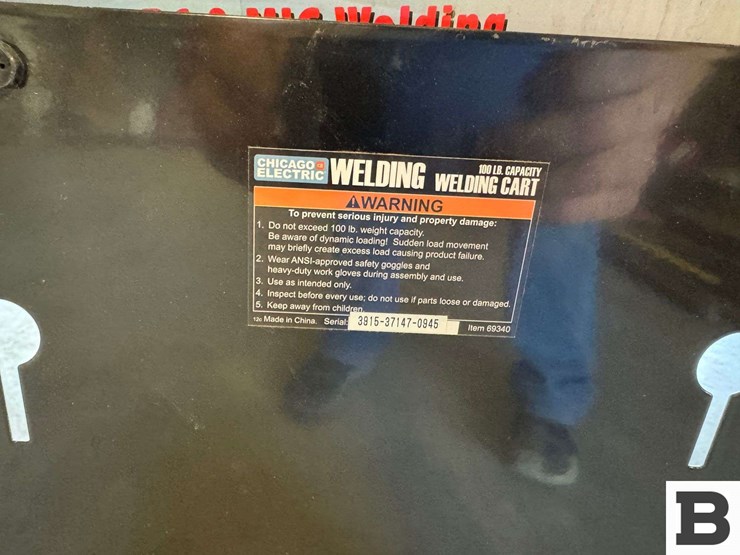 & MIG Welding
CHICAGO ELECTRIC WELDING
100 LB. CAPACITY
WELDING CART
WARNING
To prevent serious injury and property damage:
1. Do not exceed 100 lb. weight capacity.
Be aware of dynamic loading! Sudden load movement
may briefly create excess load causing product failure.
2. Wear ANSI-approved safety goggles and
heavy-duty work gloves during assembly and use.
3. Use as intended only.
4. Inspect before every use; do not use if parts loose or damaged.
5. Keep away from children.
12c Made in China. Serial: 3915-37147-0945 Item 69340
B